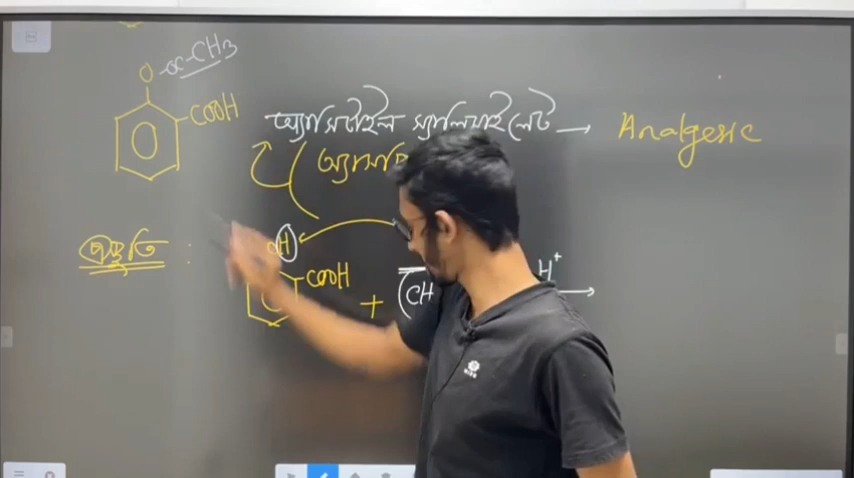 O-oc-CH3
COOH
অ্যাসিটাইল স্যালিসাইলেট → Analgesic
প্রস্তুতি :
OH
COOH + (CH H+ →